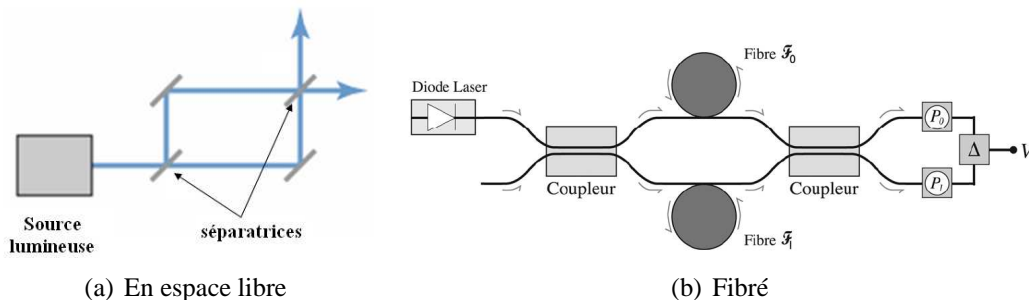 Source
lumineuse
séparatrices
(a) En espace libre
Fibre ℱ₀
Diode Laser
Coupleur
Coupleur
P₀
Δ
V
P₁
Fibre ℱ₁
(b) Fibré